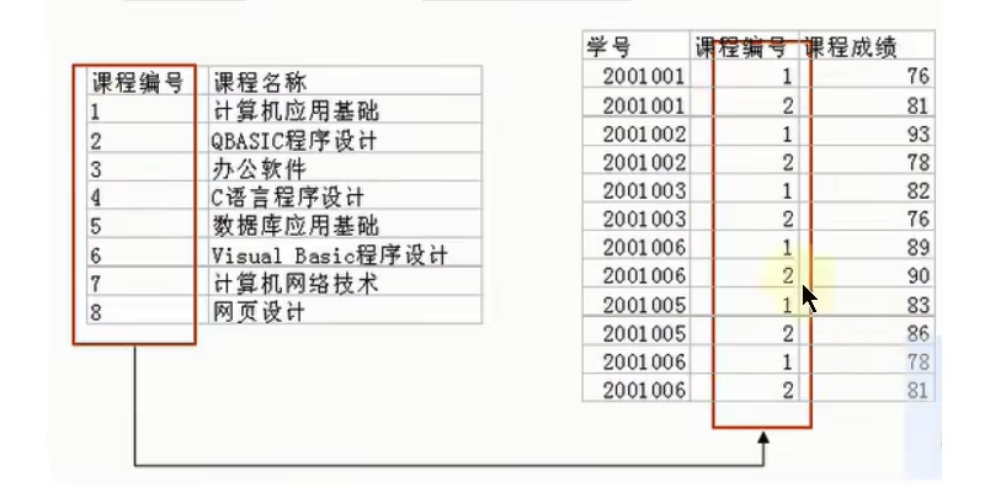 课程编号 课程名称
1 计算机应用基础
2 QBASIC程序设计
3 办公软件
4 C语言程序设计
5 数据库应用基础
6 Visual Basic程序设计
7 计算机网络技术
8 网页设计
学号 课程编号 课程成绩
2001001 1 76
2001001 2 81
2001002 1 93
2001002 2 78
2001003 1 82
2001003 2 76
2001006 1 89
2001006 2 90
2001005 1 83
2001005 2 86
2001006 1 78
2001006 2 81